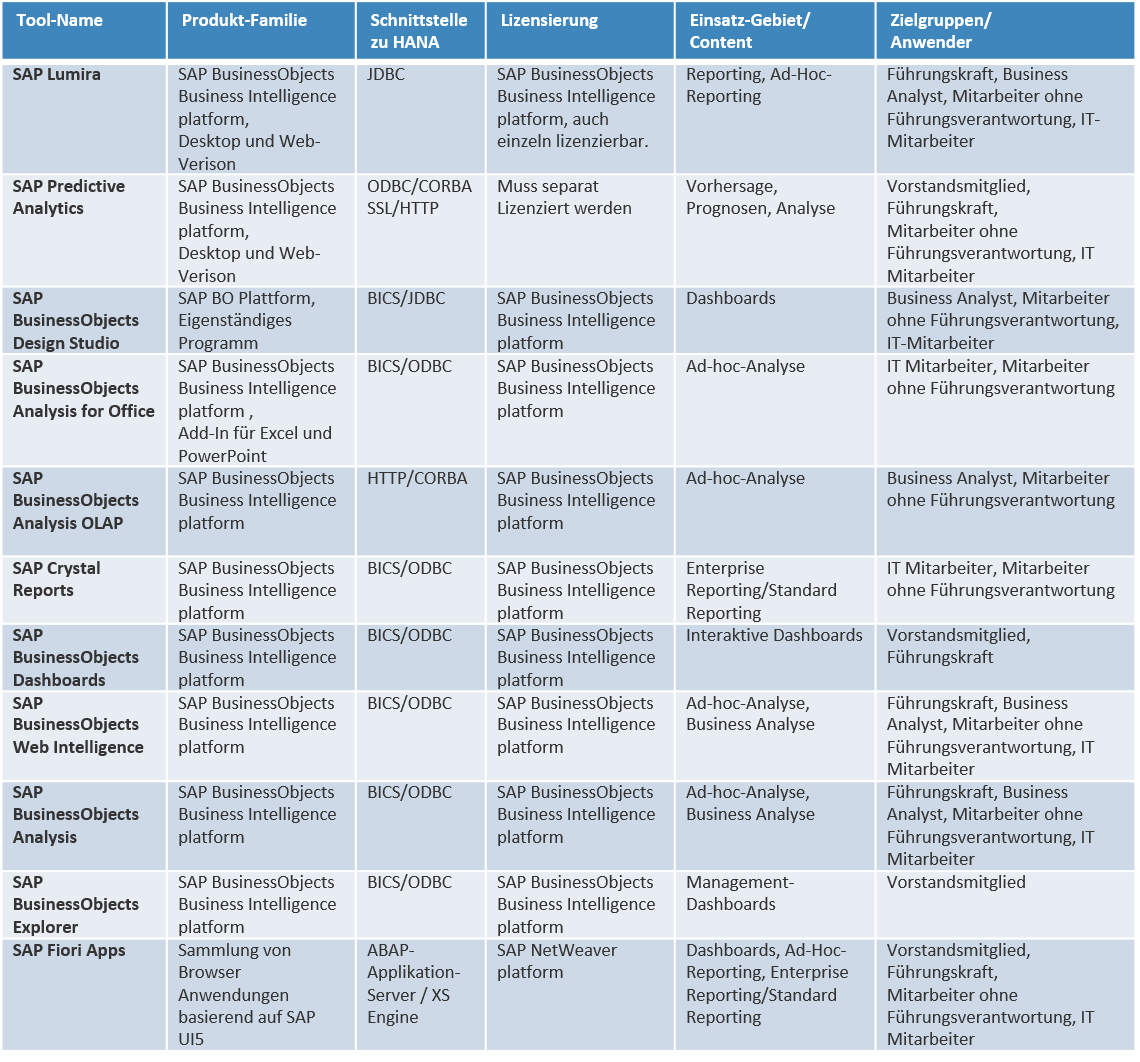 Tool-Name
Produkt-Familie
Schnittstelle
zu HANA
Lizensierung
Einsatz-Gebiet/
Content
Zielgruppen/
Anwender
SAP Lumira
SAP BusinessObjects
Business Intelligence
platform,
Desktop und Web-
Verison
JDBC
SAP BusinessObjects
Business Intelligence
platform, auch
einzeln lizenzierbar.
Reporting, Ad-Hoc-
Reporting
Führungskraft, Business
Analyst, Mitarbeiter ohne
Führungsverantwortung, IT-
Mitarbeiter
SAP Predictive
Analytics
SAP BusinessObjects
Business Intelligence
platform,
Desktop und Web-
Verison
ODBC/CORBA
SSL/HTTP
Muss separat
Lizenziert werden
Vorhersage,
Prognosen, Analyse
Vorstandsmitglied,
Führungskraft,
Mitarbeiter ohne
Führungsverantwortung, IT
Mitarbeiter
SAP
BusinessObjects
Design Studio
SAP BO Plattform,
Eigenständiges
Programm
BICS/JDBC
SAP BusinessObjects
Business Intelligence
platform
Dashboards
Business Analyst, Mitarbeiter
ohne Führungsverantwortung,
IT-Mitarbeiter
SAP
BusinessObjects
Analysis for Office
SAP BusinessObjects
Business Intelligence
platform ,
Add-In für Excel und
PowerPoint
BICS/ODBC
SAP BusinessObjects
Business Intelligence
platform
Ad-hoc-Analyse
IT Mitarbeiter, Mitarbeiter
ohne Führungsverantwortung
SAP
BusinessObjects
Analysis OLAP
SAP BusinessObjects
Business Intelligence
platform
HTTP/CORBA
SAP BusinessObjects
Business Intelligence
platform
Ad-hoc-Analyse
Business Analyst, Mitarbeiter
ohne Führungsverantwortung
SAP Crystal
Reports
SAP BusinessObjects
Business Intelligence
platform
BICS/ODBC
SAP BusinessObjects
Business Intelligence
platform
Enterprise
Reporting/Standard
Reporting
IT Mitarbeiter, Mitarbeiter
ohne Führungsverantwortung
SAP
BusinessObjects
Dashboards
SAP BusinessObjects
Business Intelligence
platform
BICS/ODBC
SAP BusinessObjects
Business Intelligence
platform
Interaktive Dashboards
Vorstandsmitglied,
Führungskraft
SAP
BusinessObjects
Web Intelligence
SAP BusinessObjects
Business Intelligence
platform
BICS/ODBC
SAP BusinessObjects
Business Intelligence
platform
Ad-hoc-Analyse,
Business Analyse
Führungskraft, Business
Analyst, Mitarbeiter ohne
Führungsverantwortung, IT
Mitarbeiter
SAP
BusinessObjects
Analysis
SAP BusinessObjects
Business Intelligence
platform
BICS/ODBC
SAP BusinessObjects
Business Intelligence
platform
Ad-hoc-Analyse,
Business Analyse
Führungskraft, Business
Analyst, Mitarbeiter ohne
Führungsverantwortung, IT
Mitarbeiter
SAP
BusinessObjects
Explorer
SAP BusinessObjects
Business Intelligence
platform
BICS/ODBC
SAP BusinessObjects
Business Intelligence
platform
Management-
Dashboards
Vorstandsmitglied
SAP Fiori Apps
Sammlung von
Browser
Anwendungen
basierend auf SAP
UI5
ABAP-
Applikation-
Server / XS
Engine
SAP NetWeaver
platform
Dashboards, Ad-Hoc-
Reporting, Enterprise
Reporting/Standard
Reporting
Vorstandsmitglied,
Führungskraft,
Mitarbeiter ohne
Führungsverantwortung, IT
Mitarbeiter